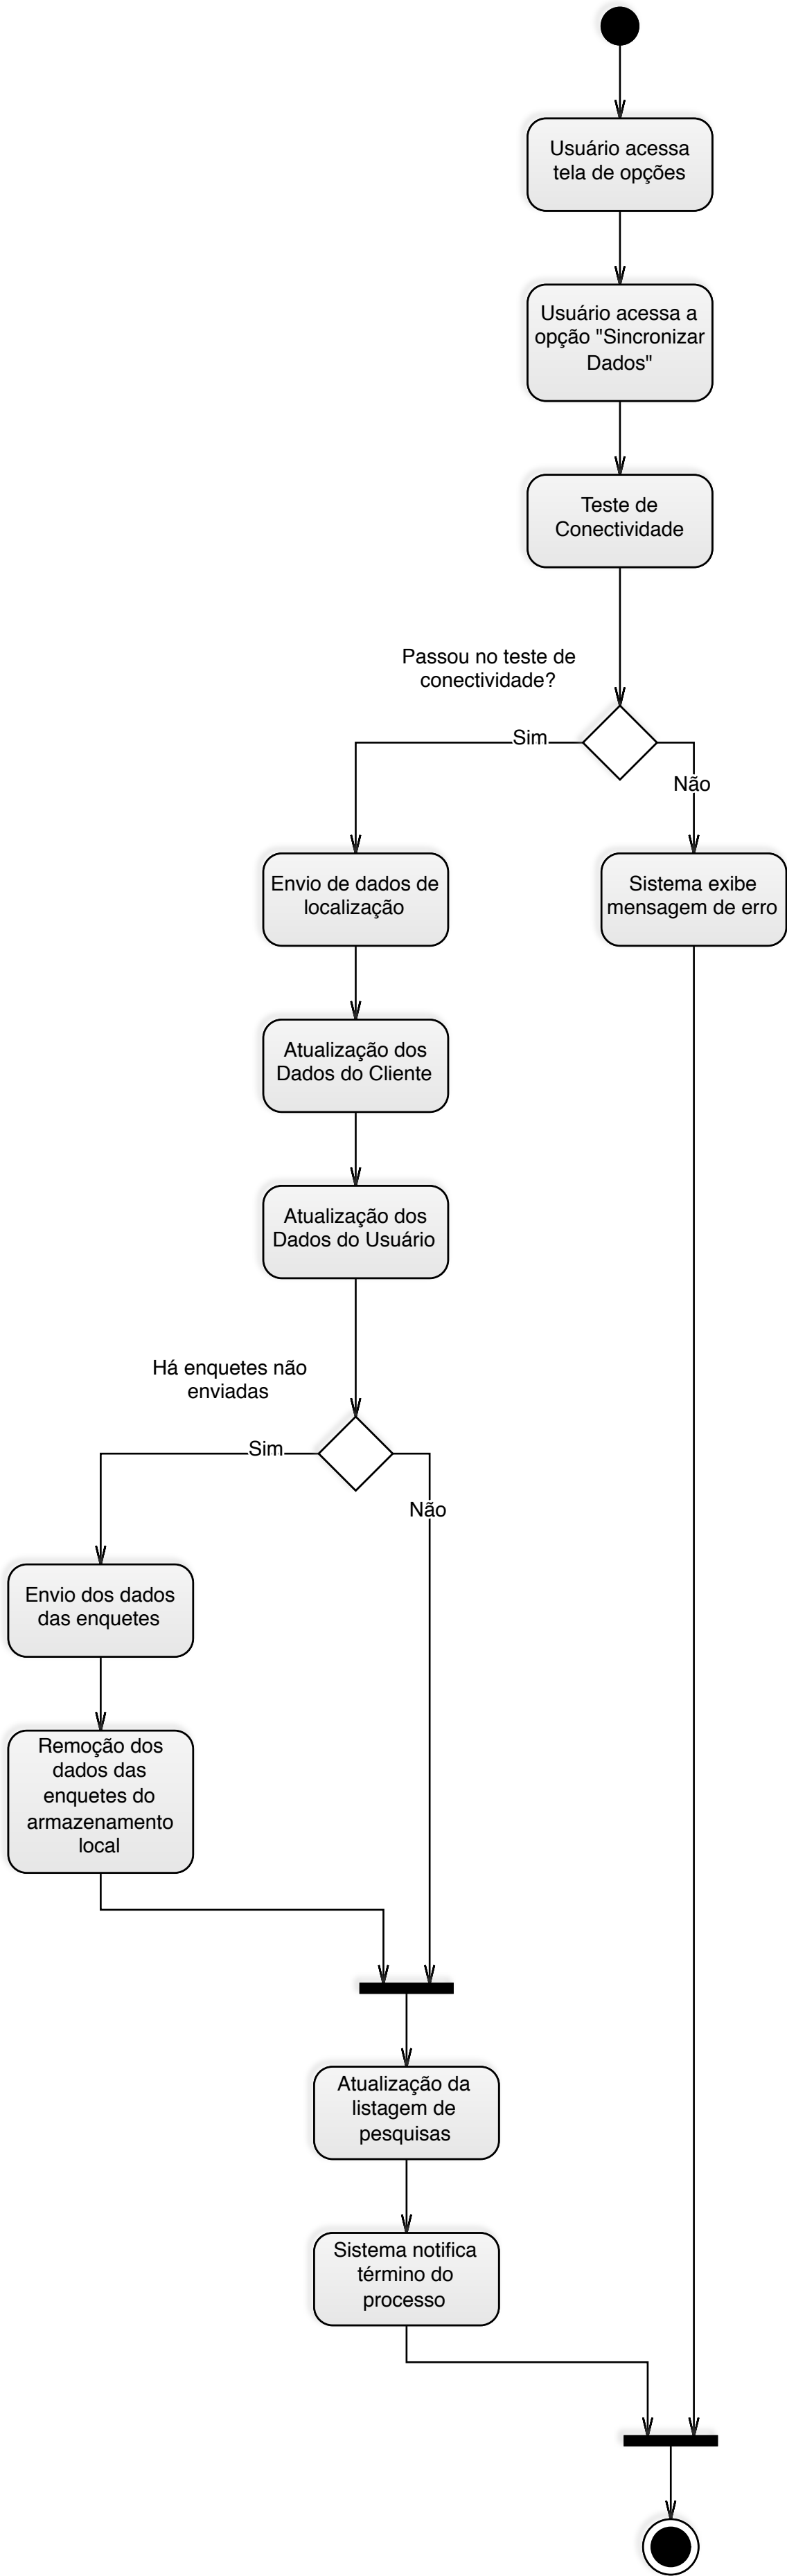 Usuário acessa
tela de opções
Usuário acessa a
opção "Sincronizar
Dados"
Teste de
Conectividade
Passou no teste de
conectividade?
Sim
Não
Envio de dados de
localização
Sistema exibe
mensagem de erro
Atualização dos
Dados do Cliente
Atualização dos
Dados do Usuário
Há enquetes não
enviadas
Sim
Não
Envio dos dados
das enquetes
Remoção dos
dados das
enquetes do
armazenamento
local
Atualização da
listagem de
pesquisas
Sistema notifica
término do
processo